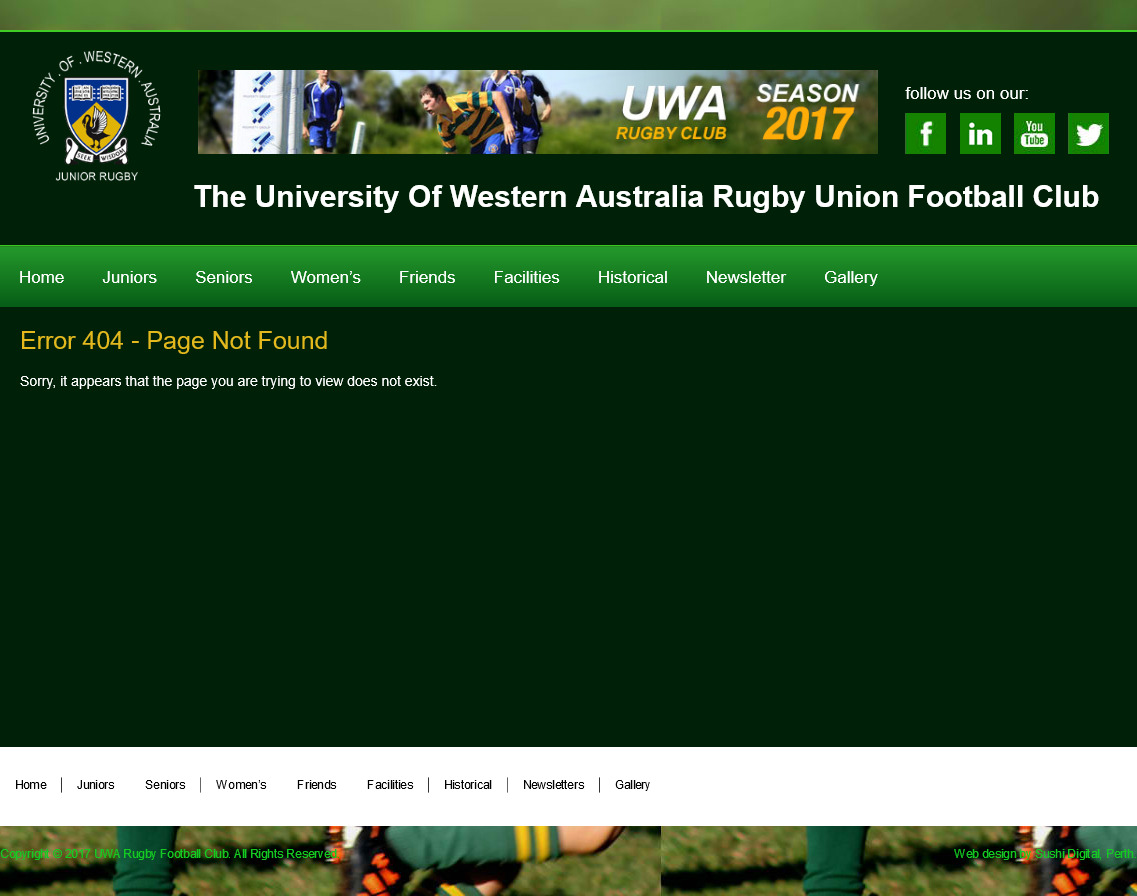 UNIVERSITY . OF . WESTERN . AUSTRALIA
SEEK WISDOM
JUNIOR RUGBY
UWA
RUGBY CLUB
SEASON
2017
follow us on our:
f
in
You
Tube
The University Of Western Australia Rugby Union Football Club
Home Juniors Seniors Women’s Friends Facilities Historical Newsletter Gallery
Error 404 - Page Not Found
Sorry, it appears that the page you are trying to view does not exist.
Home | Juniors Seniors | Women’s Friends Facilities | Historical | Newsletters | Gallery
Copyright © 2017 UWA Rugby Football Club. All Rights Reserved
Web design by Sushi Digital, Perth.